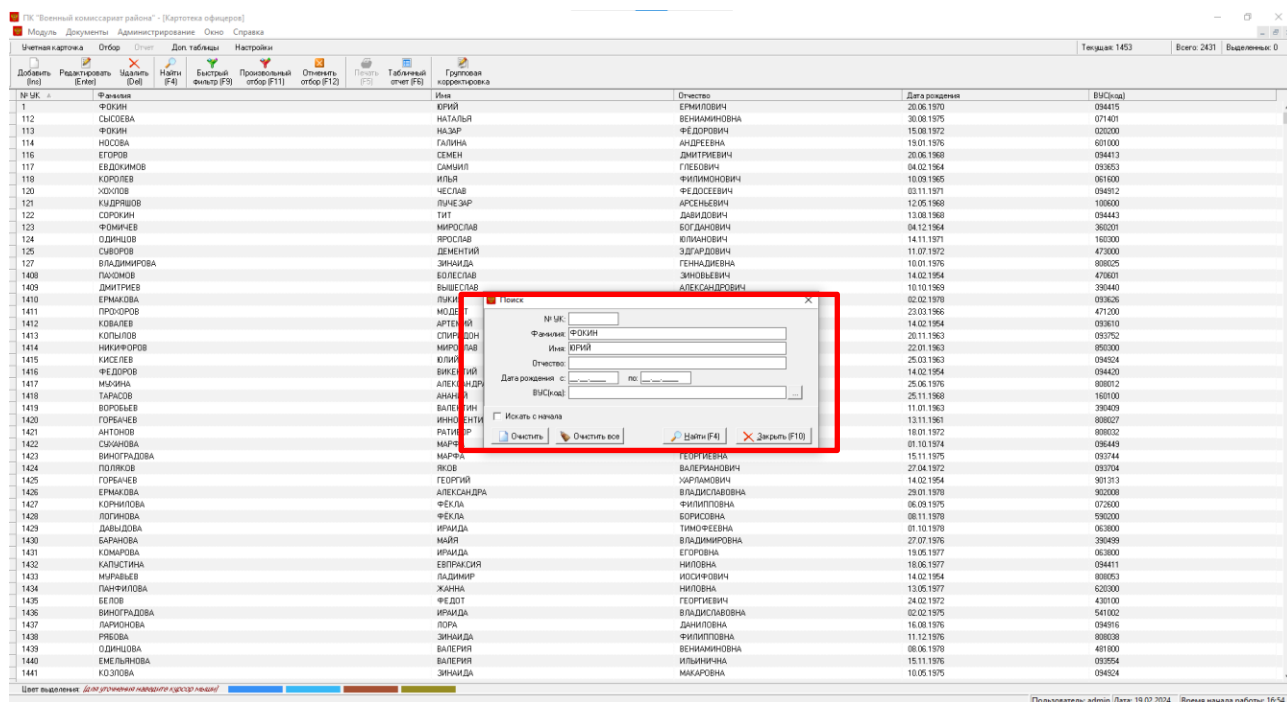 ПК "Военный комиссариат района" - [Картотека офицеров]
Модуль Документы Администрирование Окно Справка
Учетная карточка Отбор Отчет Доп. таблицы Настройки Текущая: 1453 Всего: 2431 Выделенных: 0
Добавить (Ins) Редактировать (Enter) Удалить (Del) Найти (F4) Быстрый фильтр (F9) Произвольный отбор (F11) Отменить отбор (F12) Печать (F5) Табличный отчет (F6) Групповая корректировка
№ УК Фамилия Имя Отчество Дата рождения ВУС(код)
1 ФОКИН ЮРИЙ ЕРМИЛОВИЧ 20.06.1970 094415
112 СЫСОЕВА НАТАЛЬЯ ВЕНИАМИНОВНА 30.08.1975 071401
113 ФОКИН НАЗАР ФЁДОРОВИЧ 15.08.1972 020200
114 НОСОВА ГАЛИНА АНДРЕЕВНА 19.01.1976 601000
116 ЕГОРОВ СЕМЕН ДМИТРИЕВИЧ 20.06.1968 094413
117 ЕВДОКИМОВ САМУИЛ ГЛЕБОВИЧ 04.02.1964 093653
118 КОРОЛЕВ ИЛЬЯ ФИЛИМОНОВИЧ 10.09.1965 061600
120 ХОХЛОВ ЧЕСЛАВ ФЕДОСЕЕВИЧ 03.11.1971 094912
121 КУДРЯШОВ ЛУЧЕЗАР АРСЕНЬЕВИЧ 12.05.1968 100600
122 СОРОКИН ТИТ ДАВИДОВИЧ 13.08.1968 094443
123 ФОМИЧЕВ МИРОСЛАВ БОГДАНОВИЧ 04.12.1964 360201
124 ОДИНЦОВ ЯРОСЛАВ ЮЛИАНОВИЧ 14.11.1971 160300
125 СУВОРОВ ДЕМЕНТИЙ ЭДГАРДОВИЧ 11.07.1972 473000
127 ВЛАДИМИРОВА ЗИНАИДА ГЕННАДИЕВНА 10.01.1976 808025
1408 ПАХОМОВ БОЛЕСЛАВ ЗИНОВЬЕВИЧ 14.02.1954 470601
1409 ДМИТРИЕВ ВЫШЕСЛАВ АЛЕКСАНДРОВИЧ 10.10.1969 390440
1410 ЕРМАКОВА 02.02.1978 093626
1411 ПРОХОРОВ 23.03.1966 471200
1412 КОВАЛЕВ 14.02.1954 093610
1413 КОПЫЛОВ 20.11.1963 093752
1414 НИКИФОРОВ 22.01.1963 850300
1415 КИСЕЛЕВ 25.03.1963 094924
1416 ФЕДОРОВ 14.02.1954 094420
1417 МУХИНА 25.06.1976 808012
1418 ТАРАСОВ 25.11.1968 160100
1419 ВОРОБЬЕВ 11.01.1963 390409
1420 ГОРБАЧЕВ 13.11.1961 808027
1421 АНТОНОВ 18.01.1972 808032
1422 СУХАНОВА 01.10.1974 096449
Поиск
№ УК:
Фамилия: ФОКИН
Имя: ЮРИЙ
Отчество:
Дата рождения с: __.__.____ по: __.__.____
ВУС(код): ...
Искать с начала
Очистить Очистить все Найти (F4) Закрыть (F10)
1423 ВИНОГРАДОВА МАРФА ГЕОРГИЕВНА 15.11.1975 093744
1424 ПОЛЯКОВ ЯКОВ ВАЛЕРИАНОВИЧ 27.04.1972 093704
1425 ГОРБАЧЕВ ГЕОРГИЙ ХАРЛАМОВИЧ 14.02.1954 901313
1426 ЕРМАКОВА АЛЕКСАНДРА ВЛАДИСЛАВОВНА 29.01.1978 902008
1427 КОРНИЛОВА ФЁКЛА ФИЛИППОВНА 06.09.1975 072600
1428 ЛОГИНОВА ФЁКЛА БОРИСОВНА 08.11.1978 590200
1429 ДАВЫДОВА ИРАИДА ТИМОФЕЕВНА 01.10.1978 063800
1430 БАРАНОВА МАЙЯ ВЛАДИМИРОВНА 27.07.1976 390499
1431 КОМАРОВА ИРАИДА ЕГОРОВНА 19.05.1977 063800
1432 КАПУСТИНА ЕВПРАКСИЯ НИЛОВНА 18.06.1977 094411
1433 МУРАВЬЕВ ЛАДИМИР ИОСИФОВИЧ 14.02.1954 808053
1434 ПАНФИЛОВА ЖАННА НИЛОВНА 13.05.1977 620300
1435 БЕЛОВ ФЕДОТ ГЕОРГИЕВИЧ 24.02.1972 430100
1436 ВИНОГРАДОВА ИРАИДА ВЛАДИСЛАВОВНА 02.02.1975 541002
1437 ЛАРИОНОВА ЛОРА ДАНИЛОВНА 16.08.1976 094916
1438 РЯБОВА ЗИНАИДА ФИЛИППОВНА 11.12.1976 808038
1439 ОДИНЦОВА ВАЛЕРИЯ ВЕНИАМИНОВНА 08.06.1978 481800
1440 ЕМЕЛЬЯНОВА ВАЛЕРИЯ ИЛЬИНИЧНА 15.11.1976 093554
1441 КОЗЛОВА ЗИНАИДА МАКАРОВНА 10.05.1975 094924
Цвет выделения: [для уточнения наведите курсор мыши]
Пользователь: admin Дата: 19.02.2024 Время начала работы: 16:54